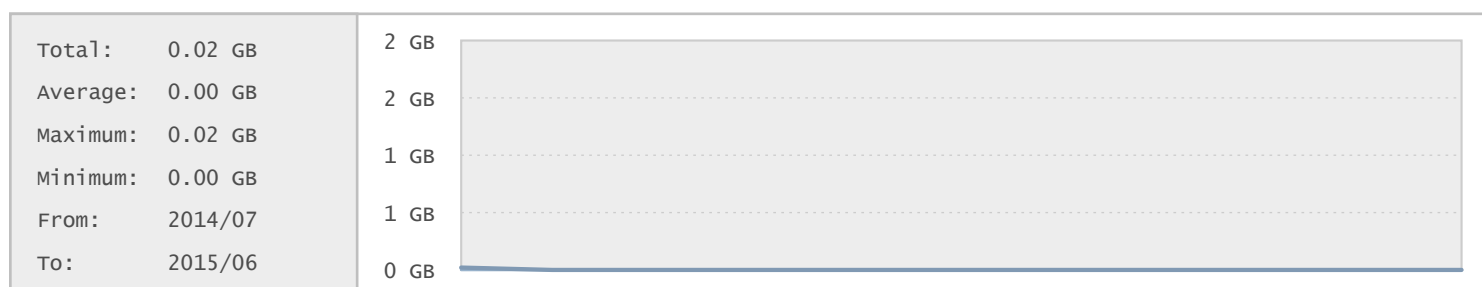 Total: 0.02 GB
Average: 0.00 GB
Maximum: 0.02 GB
Minimum: 0.00 GB
From: 2014/07
To: 2015/06
2 GB
2 GB
1 GB
1 GB
0 GB